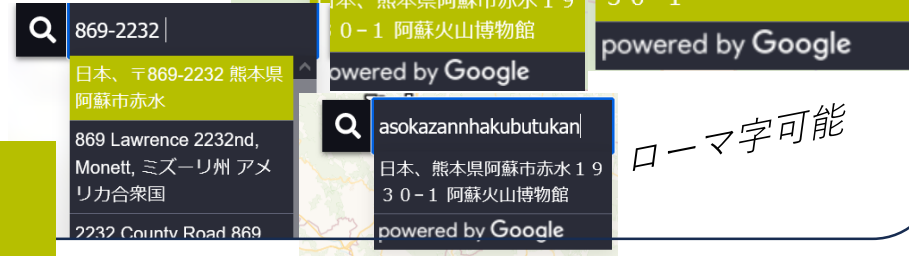 869-2232
日本、〒869-2232 熊本県
阿蘇市赤水
869 Lawrence 2232nd,
Monett, ミズーリ州 アメ
リカ合衆国
2232 County Road 869
日本、熊本県阿蘇市赤水１９
３０−１ 阿蘇火山博物館
powered by Google
３０−１
powered by Google
asokazannhakubutukan
日本、熊本県阿蘇市赤水１９
３０−１ 阿蘇火山博物館
powered by Google
ローマ字可能